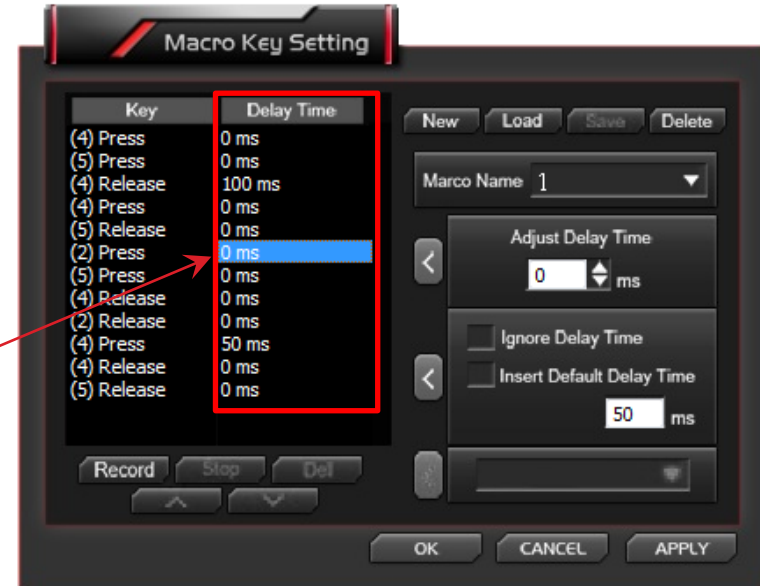 Macro Key Setting
Key Delay Time
(4) Press 0 ms
(5) Press 0 ms
(4) Release 100 ms
(4) Press 0 ms
(5) Release 0 ms
(2) Press 0 ms
(5) Press 0 ms
(4) Release 0 ms
(2) Release 0 ms
(4) Press 50 ms
(4) Release 0 ms
(5) Release 0 ms
Record Stop Dell
New Load Save Delete
Marco Name 1
Adjust Delay Time
0 ms
Ignore Delay Time
Insert Default Delay Time
50 ms
OK CANCEL APPLY